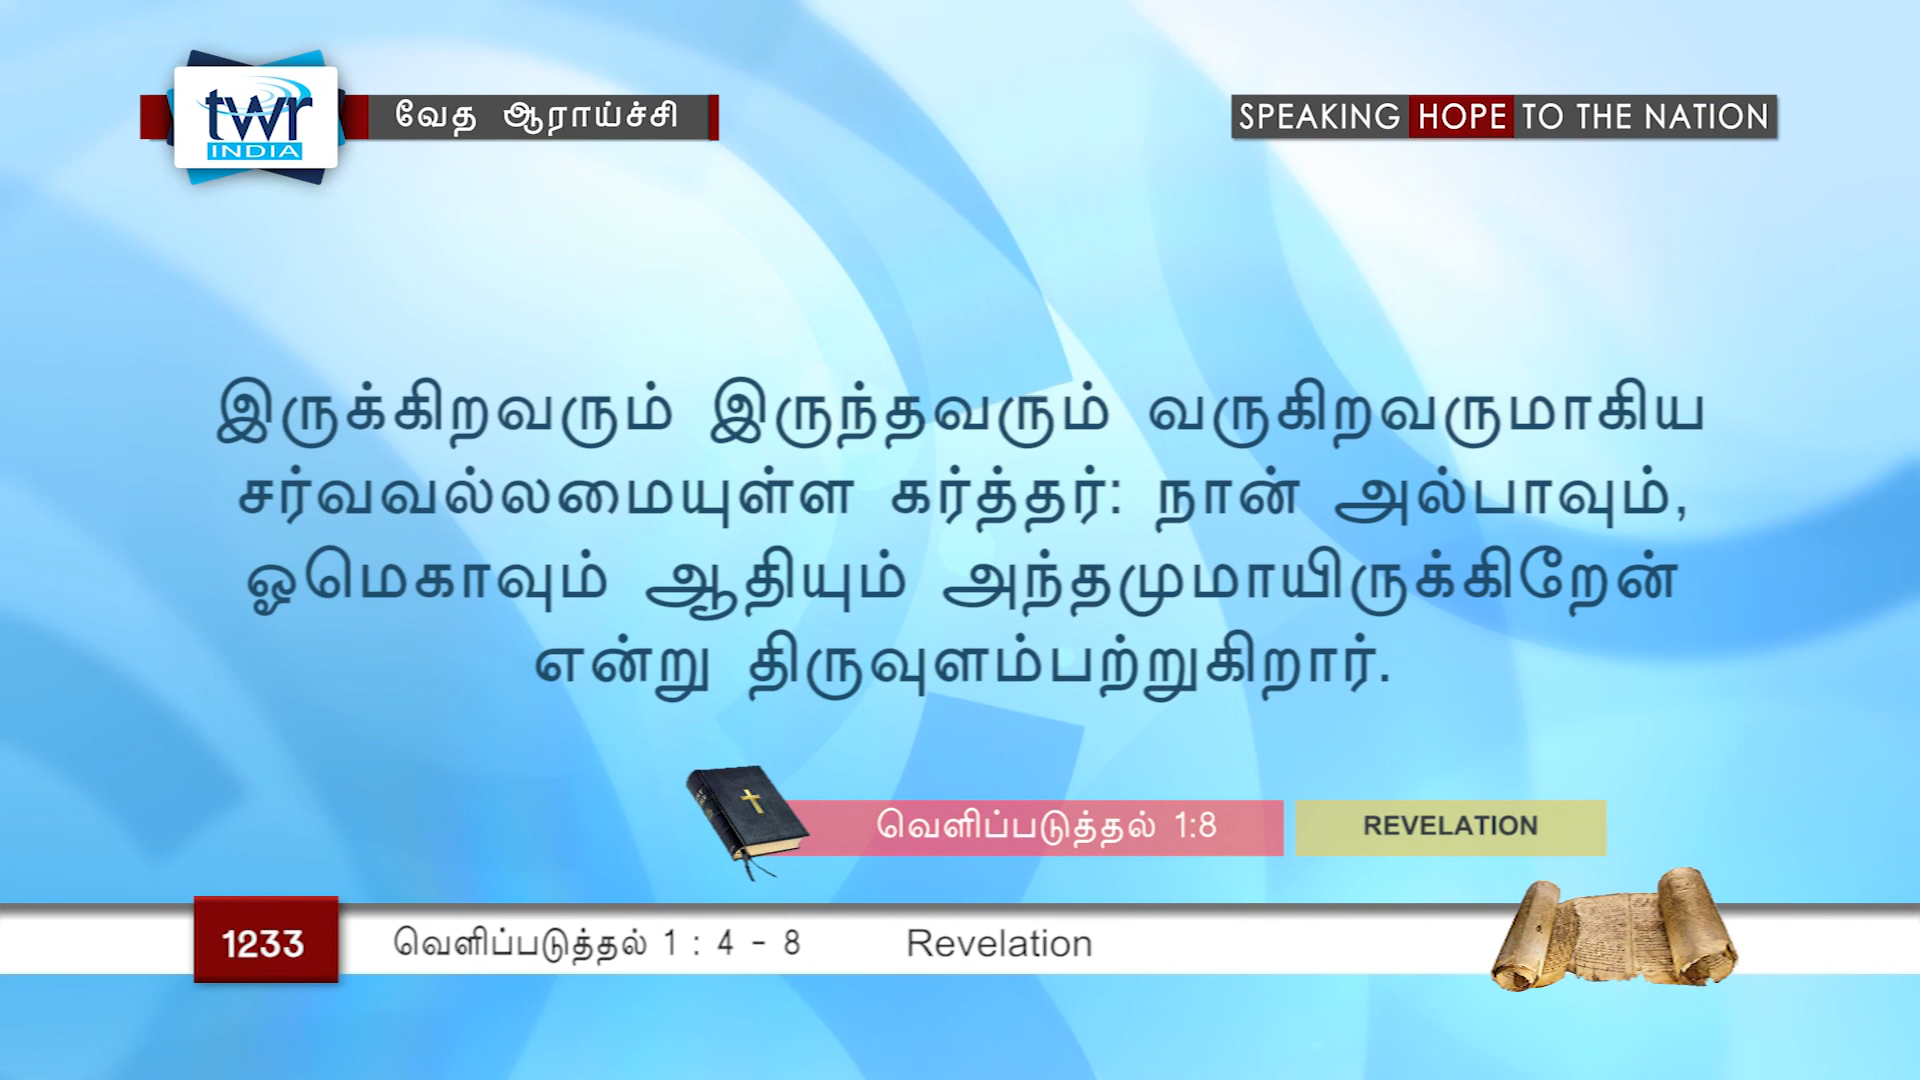 twr
INDIA
வேத ஆராய்ச்சி
SPEAKING HOPE TO THE NATION
இருக்கிறவரும் இருந்தவரும் வருகிறவருமாகிய
சர்வவல்லமையுள்ள கர்த்தர்: நான் அல்பாவும்,
ஓமெகாவும் ஆதியும் அந்தமுமாயிருக்கிறேன்
என்று திருவுளம்பற்றுகிறார்.
வெளிப்படுத்தல் 1:8
REVELATION
1233
வெளிப்படுத்தல் 1 : 4 - 8 Revelation